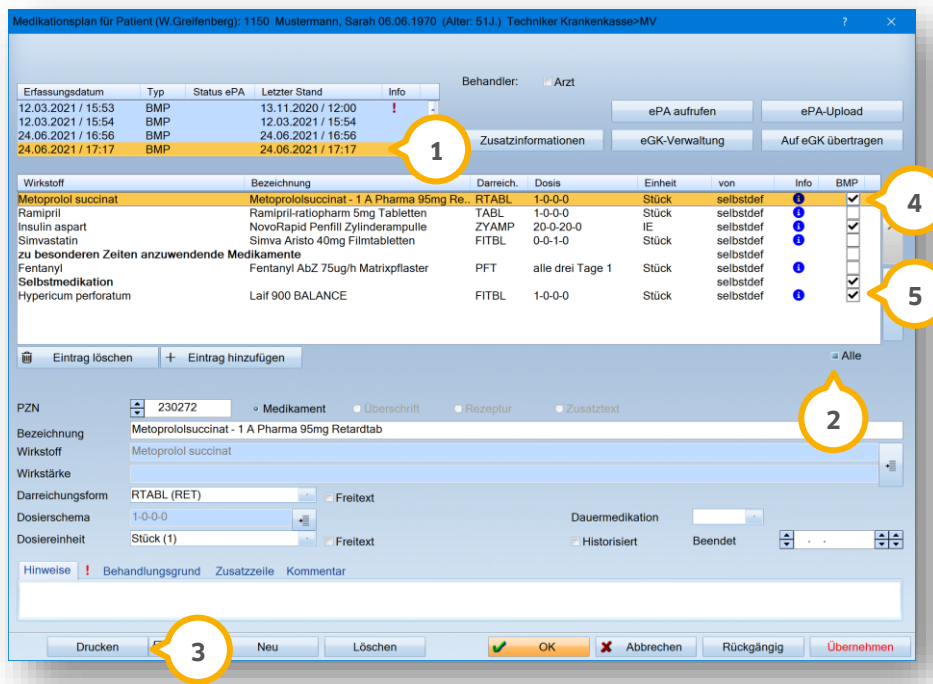 Medikationsplan für Patient (W.Greifenberg): 1150 Mustermann, Sarah 06.06.1970 (Alter: 51J.) Techniker Krankenkasse>MV ?
Behandler: Arzt
Erfassungsdatum Typ Status ePA Letzter Stand Info
12.03.2021 / 15:53 BMP 13.11.2020 / 12:00 !
12.03.2021 / 15:54 BMP 12.03.2021 / 15:54
24.06.2021 / 16:56 BMP 24.06.2021 / 16:56
24.06.2021 / 17:17 BMP 24.06.2021 / 17:17
1
ePA aufrufen ePA-Upload
Zusatzinformationen eGK-Verwaltung Auf eGK übertragen
Wirkstoff Bezeichnung Darreich. Dosis Einheit von Info BMP
Metoprolol succinat Metoprololsuccinat - 1 A Pharma 95mg Re.. RTABL 1-0-0-0 Stück selbstdef
Ramipril Ramipril-ratiopharm 5mg Tabletten TABL 1-0-0-0 Stück selbstdef
Insulin aspart NovoRapid Penfill Zylinderampulle ZYAMP 20-0-20-0 IE selbstdef
Simvastatin Simva Aristo 40mg Filmtabletten FITBL 0-0-1-0 Stück selbstdef
zu besonderen Zeiten anzuwendende Medikamente selbstdef
Fentanyl Fentanyl AbZ 75ug/h Matrixpflaster PFT alle drei Tage 1 Stück selbstdef
Selbstmedikation selbstdef
Hypericum perforatum Laif 900 BALANCE FITBL 1-0-0-0 Stück selbstdef
4
5
Eintrag löschen + Eintrag hinzufügen Alle
2
PZN 230272 Medikament Überschrift Rezeptur Zusatztext
Bezeichnung Metoprololsuccinat - 1 A Pharma 95mg Retardtab
Wirkstoff Metoprolol succinat
Wirkstärke
Darreichungsform RTABL (RET) Freitext
Dosierschema 1-0-0-0 Dauermedikation
Dosiereinheit Stück (1) Freitext Historisiert Beendet . .
Hinweise ! Behandlungsgrund Zusatzzeile Kommentar
Drucken 3 Neu Löschen OK Abbrechen Rückgängig Übernehmen